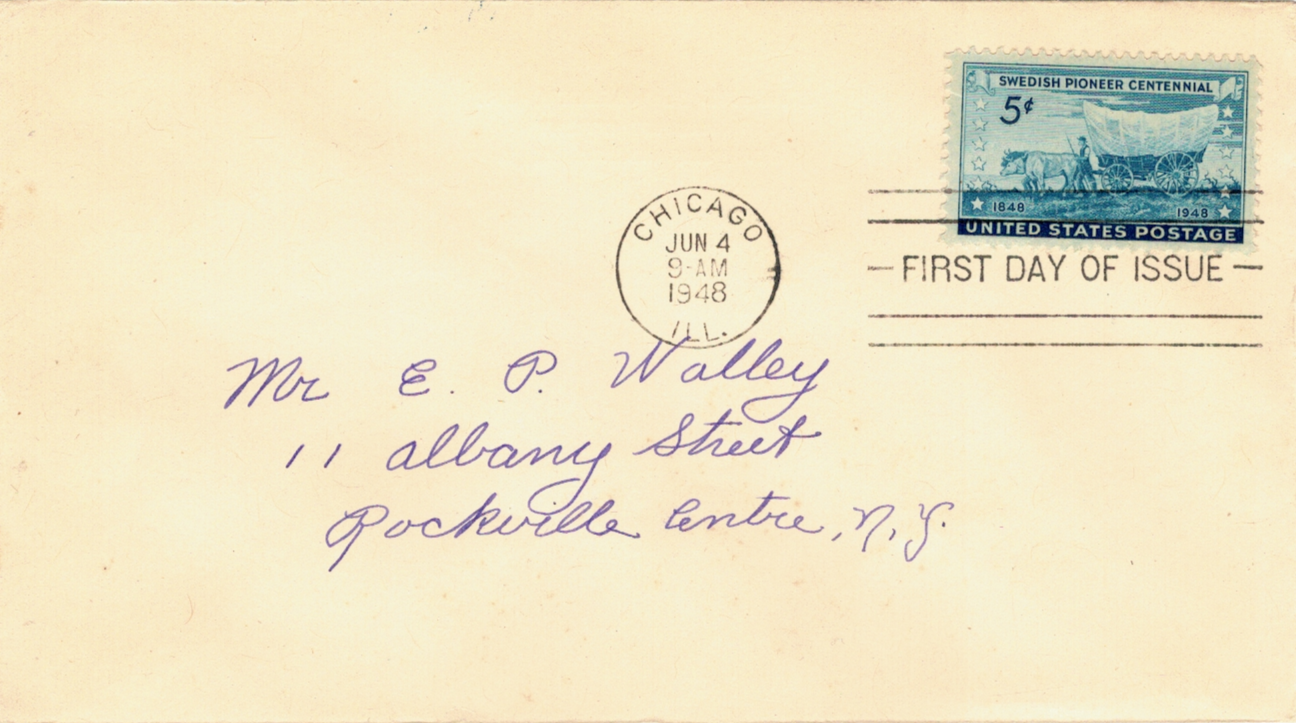 SWEDISH PIONEER CENTENNIAL
5¢
1848 1948
UNITED STATES POSTAGE
CHICAGO
JUN 4
9-AM
1948
ILL.
FIRST DAY OF ISSUE
Mr E. P. Walley
11 Albany Street
Rockville Centre, N.Y.